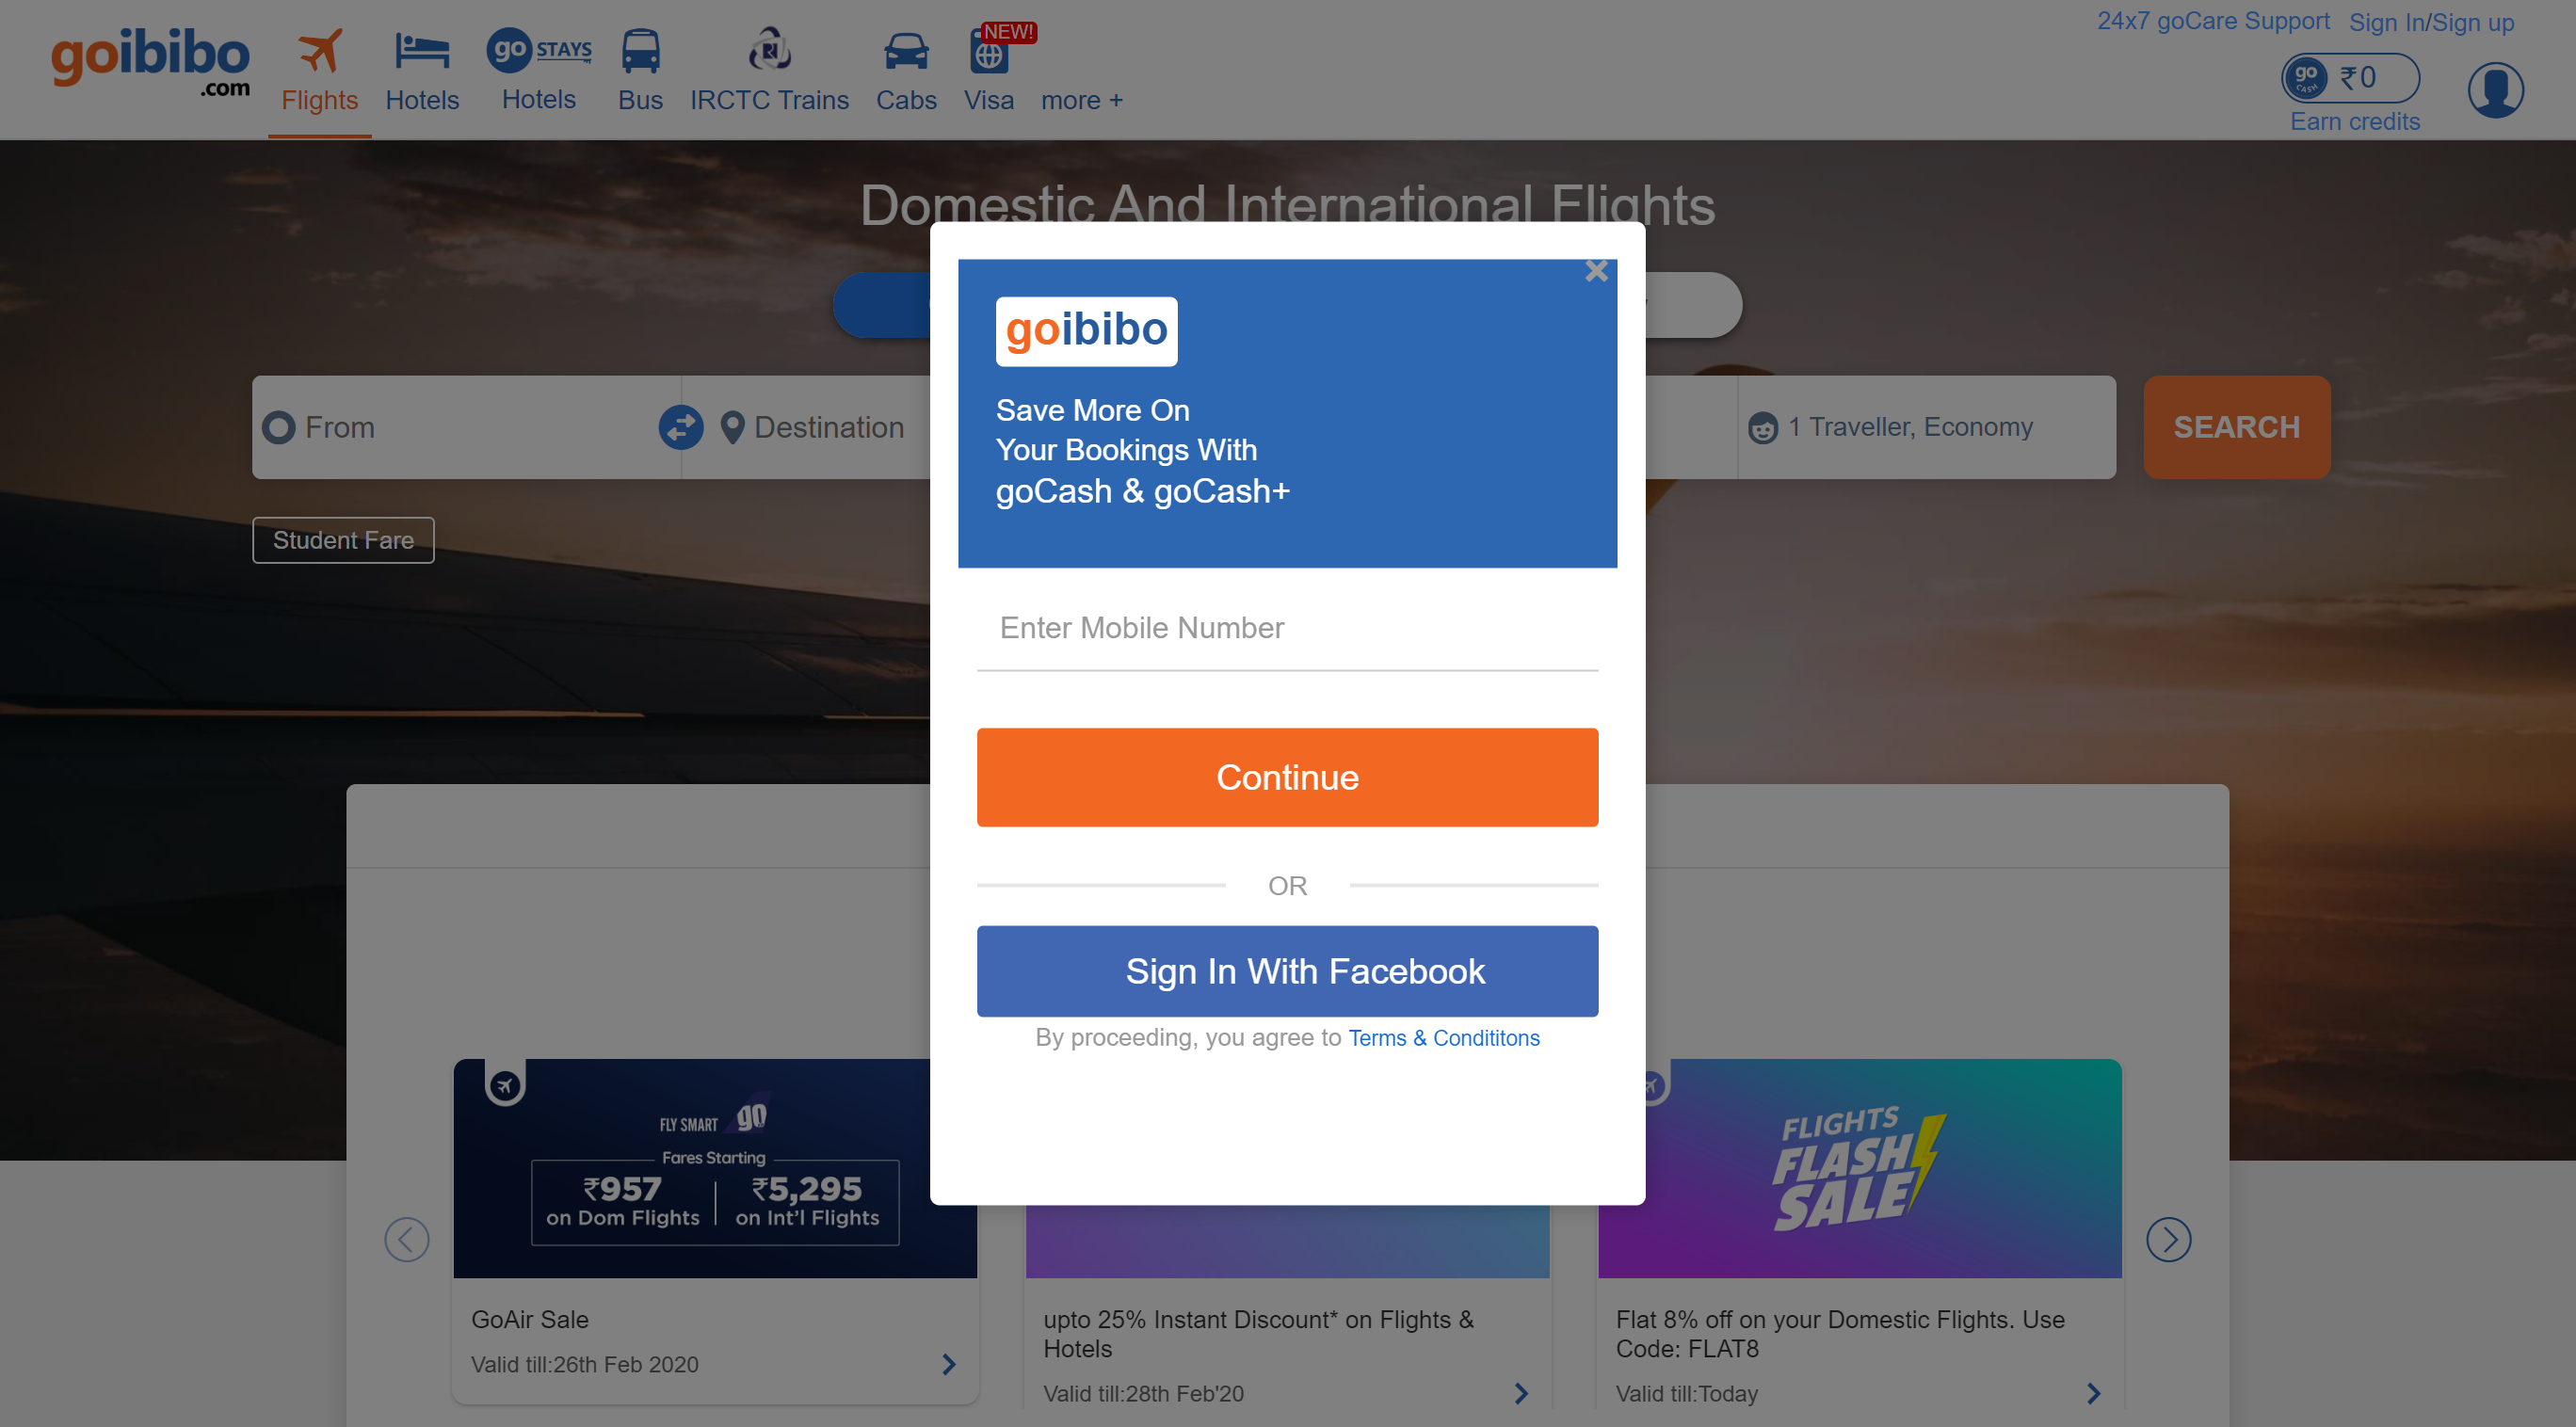 goibibo
.com
Flights
Hotels
go STAYS
Hotels
Bus
IRCTC Trains
Cabs
NEW!
Visa
more +
24x7 goCare Support
Sign In/Sign up
go CASH
₹0
Earn credits
Domestic And International Flights
From
Destination
1 Traveller, Economy
SEARCH
Student Fare
goibibo
Save More On
Your Bookings With
goCash & goCash+
Enter Mobile Number
Continue
OR
Sign In With Facebook
By proceeding, you agree to Terms & Condititons
FLY SMART go
Fares Starting
₹957
on Dom Flights
₹5,295
on Int'l Flights
GoAir Sale
Valid till:26th Feb 2020
upto 25% Instant Discount* on Flights &
Hotels
Valid till:28th Feb'20
FLIGHTS
FLASH
SALE
Flat 8% off on your Domestic Flights. Use
Code: FLAT8
Valid till:Today